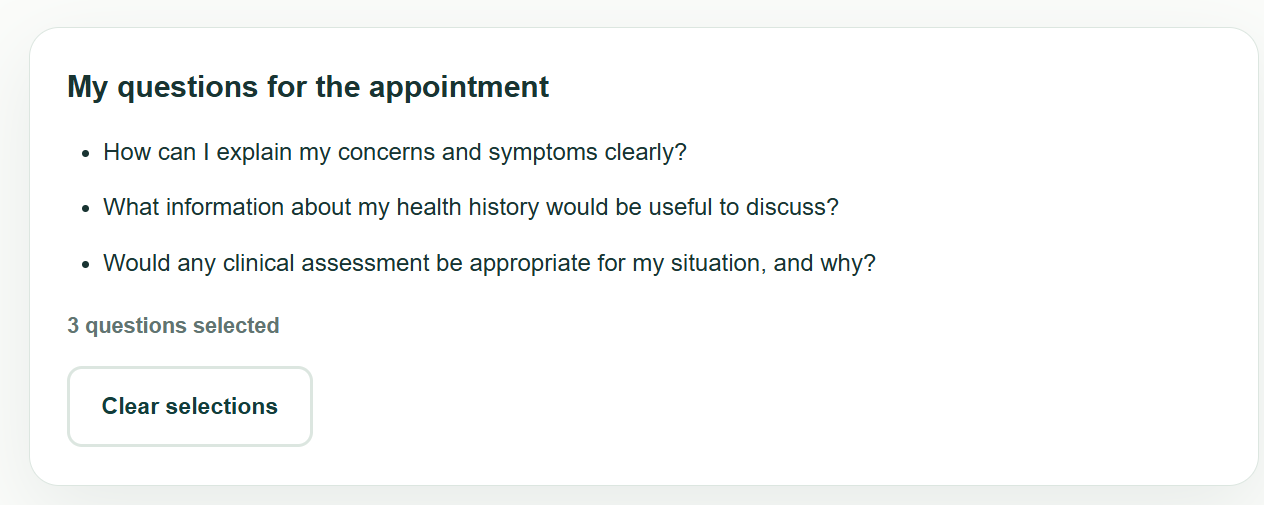 My questions for the appointment
• How can I explain my concerns and symptoms clearly?
• What information about my health history would be useful to discuss?
• Would any clinical assessment be appropriate for my situation, and why?
3 questions selected
Clear selections